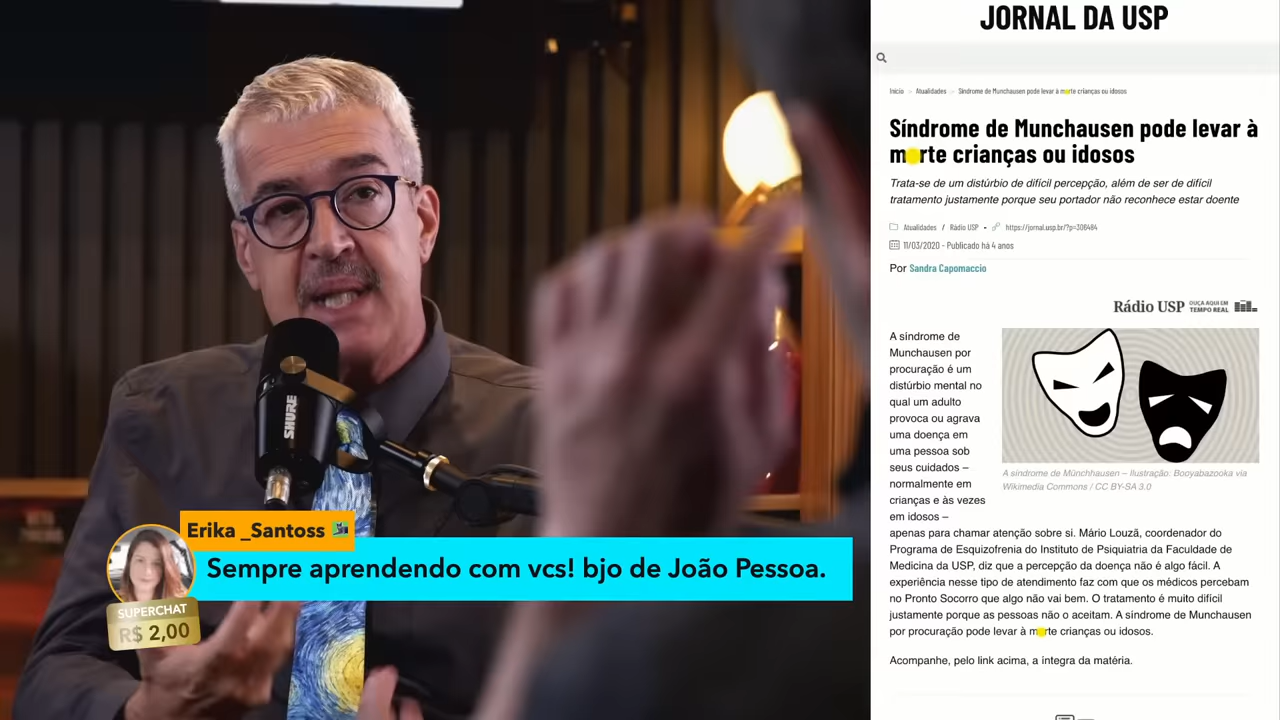 SHURE
Erika _Santoss
Sempre aprendendo com vcs! bjo de João Pessoa.
SUPERCHAT
R$ 2,00
JORNAL DA USP
Início > Atualidades > Síndrome de Munchausen pode levar à m rte crianças ou idosos
Síndrome de Munchausen pode levar à
m rte crianças ou idosos
Trata-se de um distúrbio de difícil percepção, além de ser de difícil
tratamento justamente porque seu portador não reconhece estar doente
Atualidades / Rádio USP - https://jornal.usp.br/?p=306484
11/03/2020 - Publicado há 4 anos
Por Sandra Capomaccio
Rádio USP OUÇA AQUI EM
TEMPO REAL
A síndrome de
Munchausen por
procuração é um
distúrbio mental no
qual um adulto
provoca ou agrava
uma doença em
uma pessoa sob
seus cuidados –
normalmente em
crianças e às vezes
em idosos –
A síndrome de Münchhausen – Ilustração: Booyabazooka via
Wikimedia Commons / CC BY-SA 3.0
apenas para chamar atenção sobre si. Mário Louzã, coordenador do
Programa de Esquizofrenia do Instituto de Psiquiatria da Faculdade de
Medicina da USP, diz que a percepção da doença não é algo fácil. A
experiência nesse tipo de atendimento faz com que os médicos percebam
no Pronto Socorro que algo não vai bem. O tratamento é muito difícil
justamente porque as pessoas não o aceitam. A síndrome de Munchausen
por procuração pode levar à m rte crianças ou idosos.
Acompanhe, pelo link acima, a íntegra da matéria.